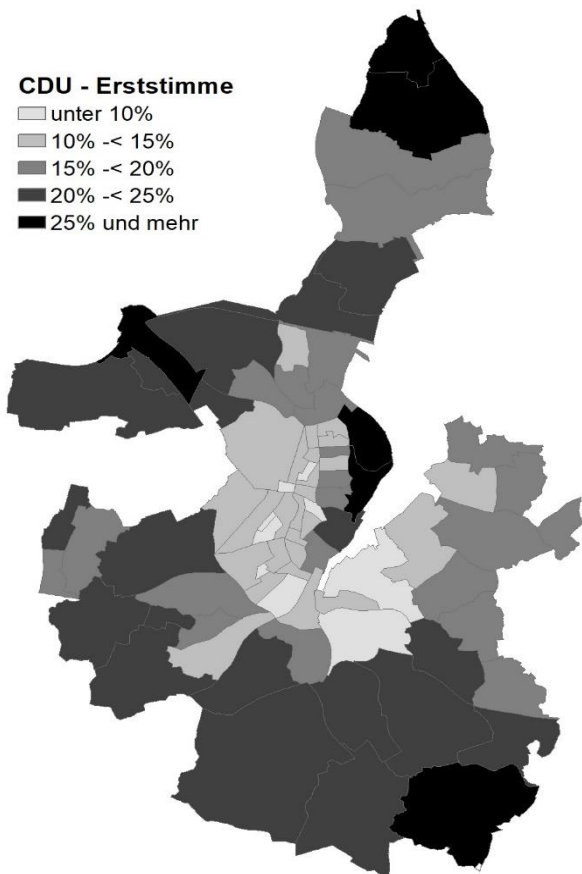 CDU - Erststimme
unter 10%
10% -< 15%
15% -< 20%
20% -< 25%
25% und mehr